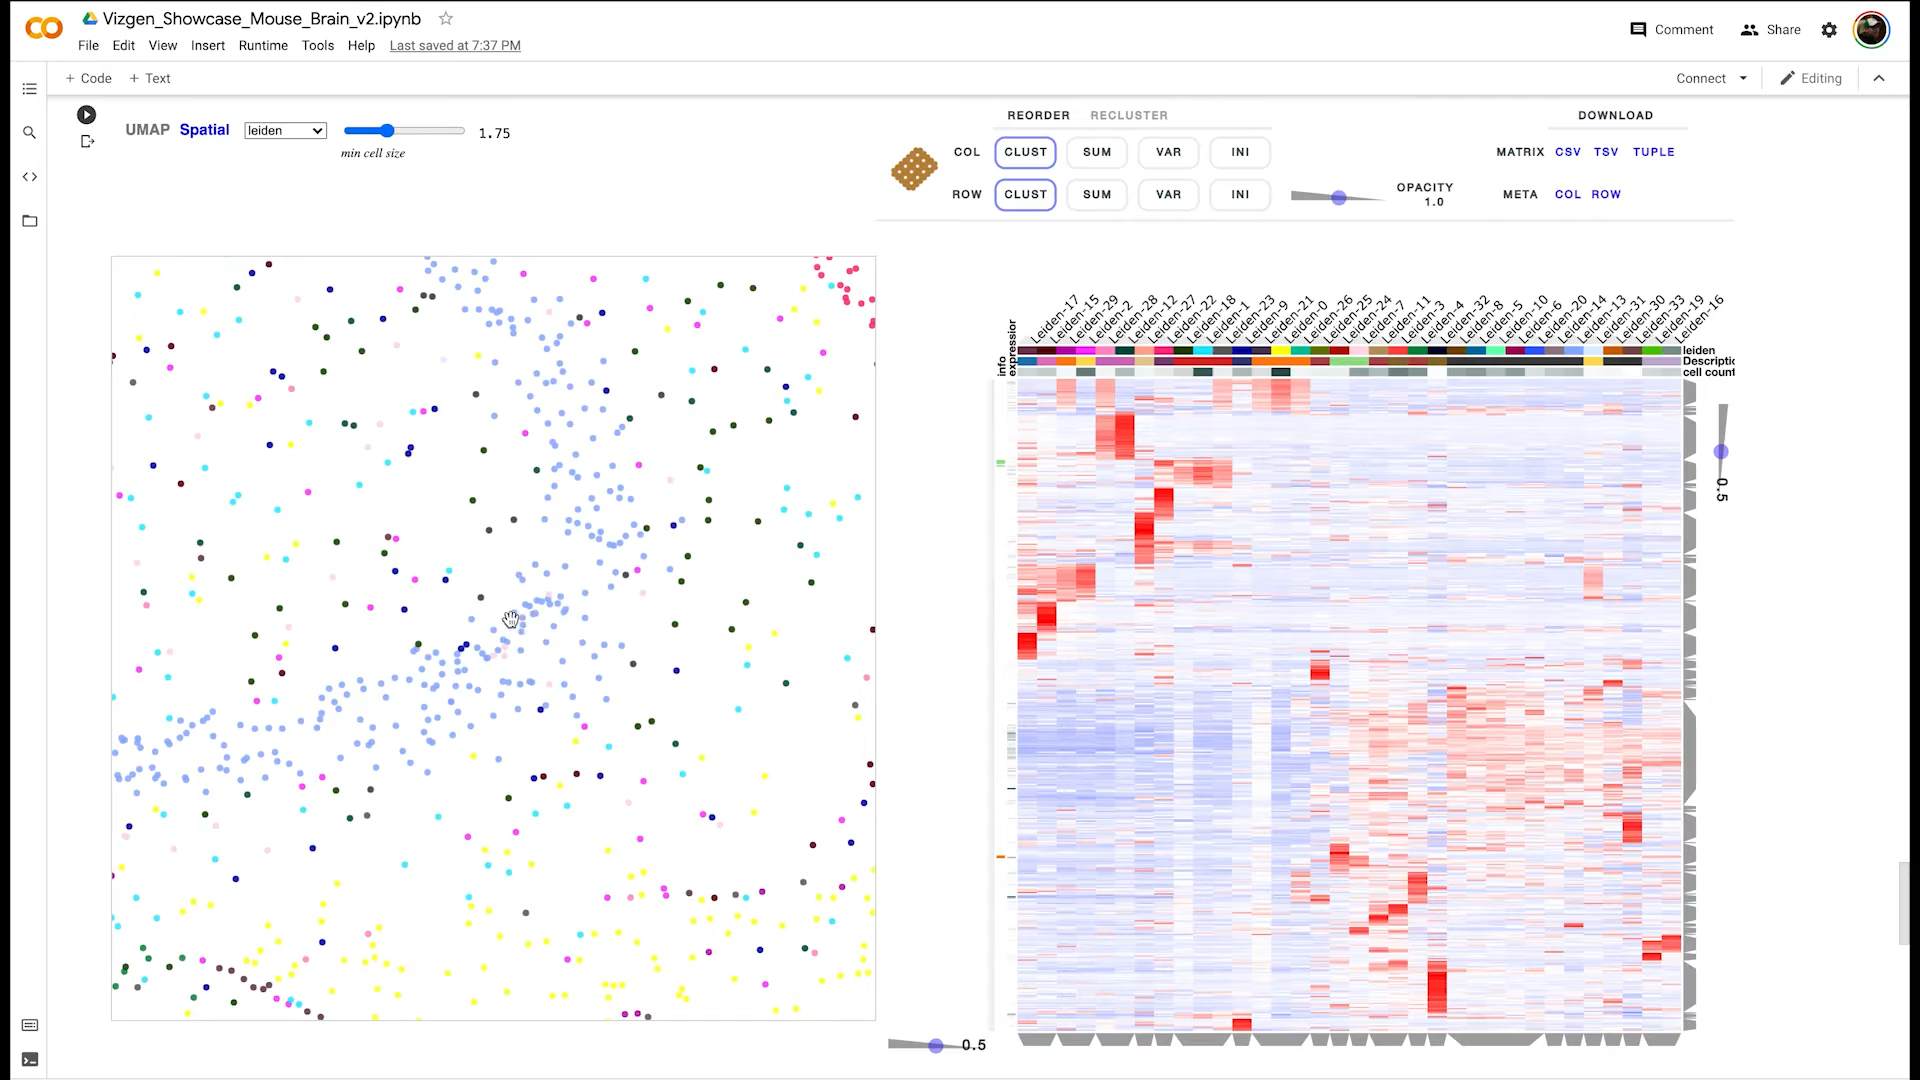 Vizgen_Showcase_Mouse_Brain_v2.ipynb
Comment
Share
File Edit View Insert Runtime Tools Help Last saved at 7:37 PM
+ Code + Text
Connect
Editing
UMAP Spatial leiden 1.75
min cell size
REORDER RECLUSTER
DOWNLOAD
COL CLUST SUM VAR INI
MATRIX CSV TSV TUPLE
ROW CLUST SUM VAR INI
OPACITY
1.0
META COL ROW
Leiden-17
Leiden-15
Leiden-29
Leiden-2
Leiden-28
Leiden-12
Leiden-27
Leiden-22
Leiden-18
Leiden-1
Leiden-23
Leiden-9
Leiden-21
Leiden-0
Leiden-26
Leiden-25
Leiden-24
Leiden-7
Leiden-11
Leiden-3
Leiden-4
Leiden-32
Leiden-8
Leiden-5
Leiden-10
Leiden-6
Leiden-20
Leiden-14
Leiden-13
Leiden-31
Leiden-30
Leiden-33
Leiden-19
Leiden-16
info
expression
leiden
Descriptic
cell count
0.5
0.5